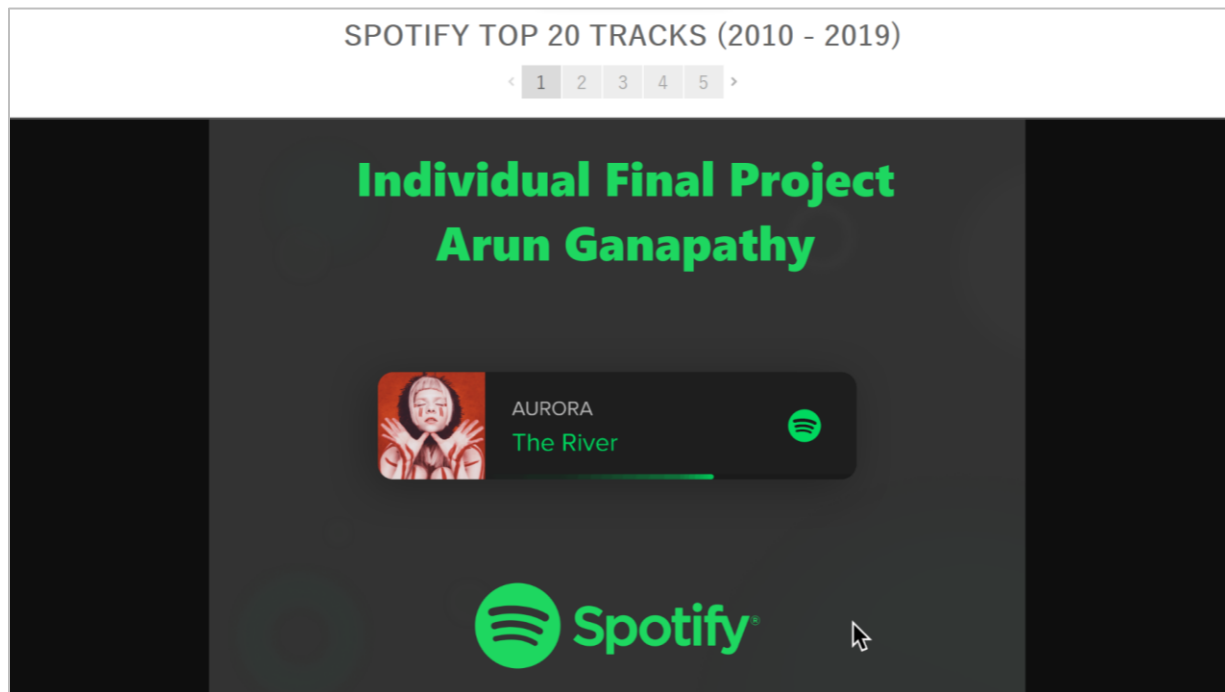 SPOTIFY TOP 20 TRACKS (2010 - 2019)
‹ 1 2 3 4 5 ›
Individual Final Project
Arun Ganapathy
AURORA
The River
Spotify®